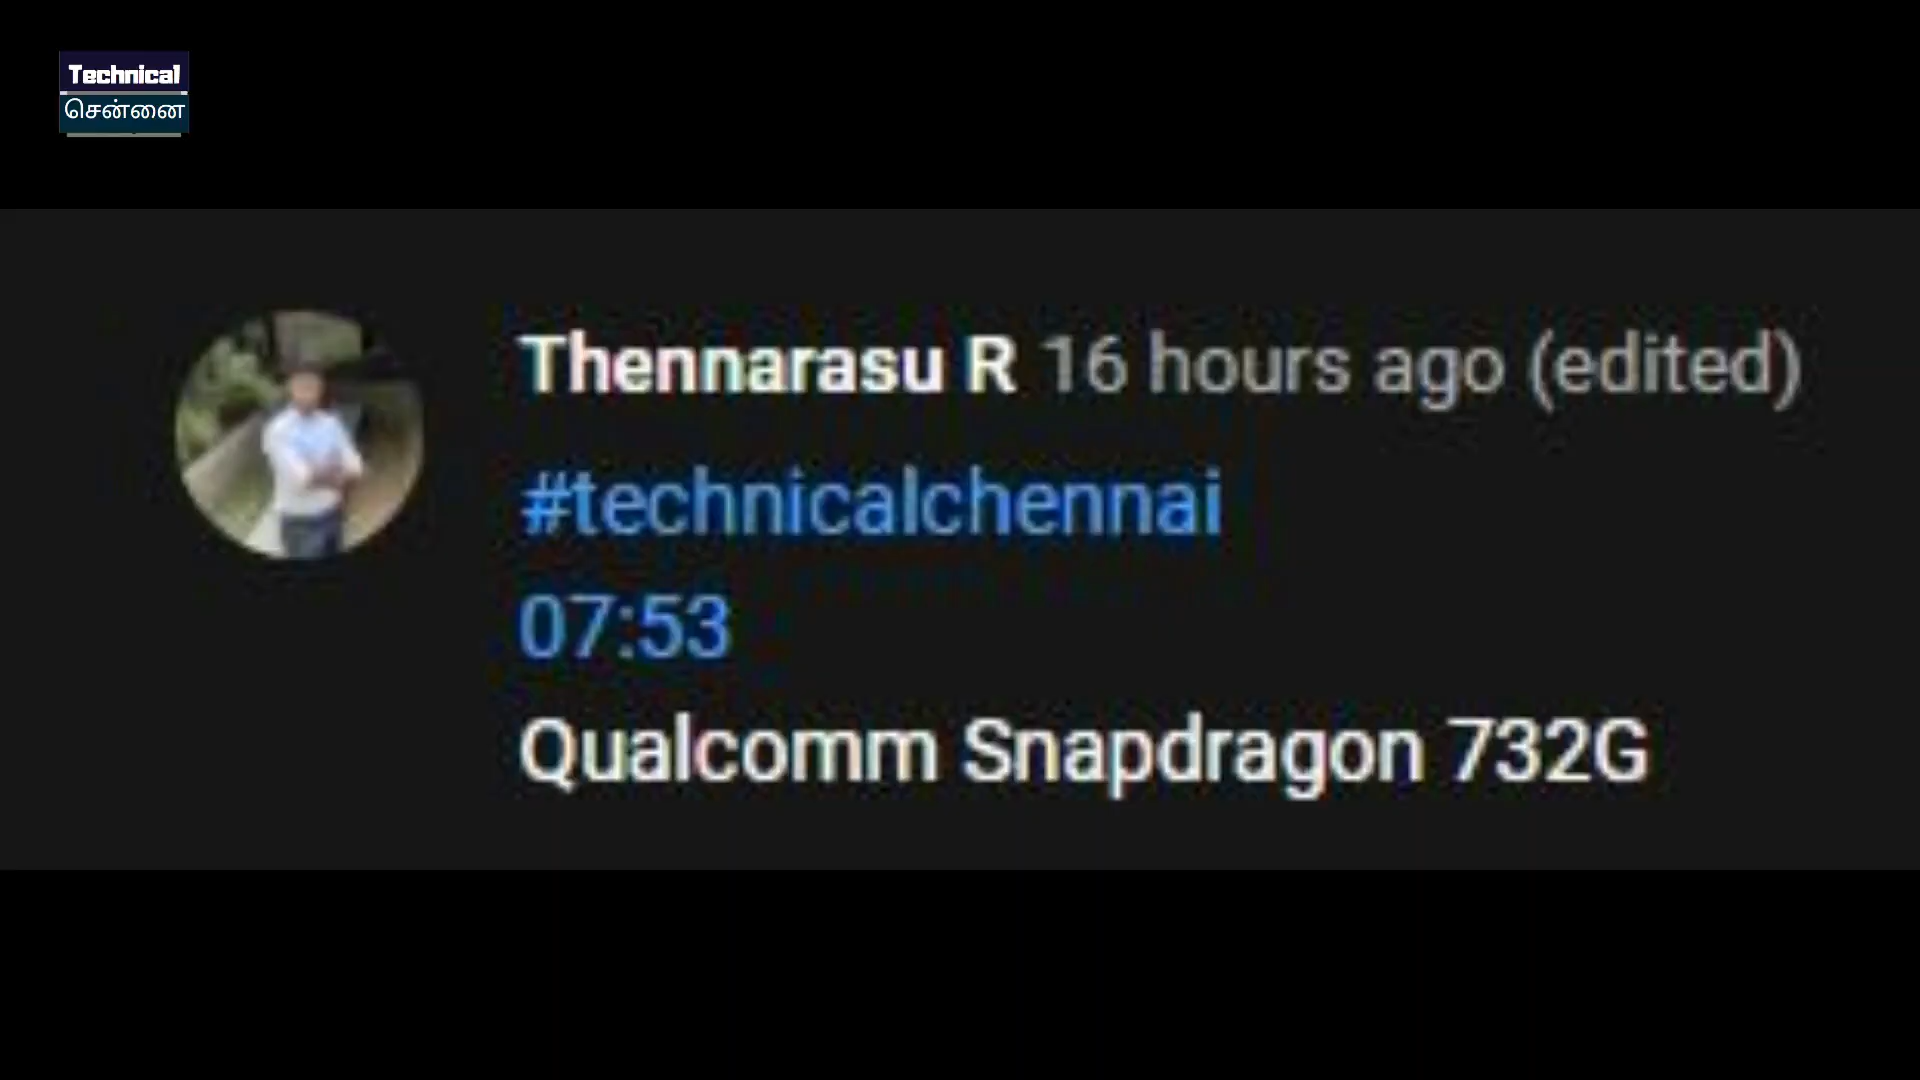 Technical
சென்னை
Thennarasu R 16 hours ago (edited)
#technicalchennai
07:53
Qualcomm Snapdragon 732G